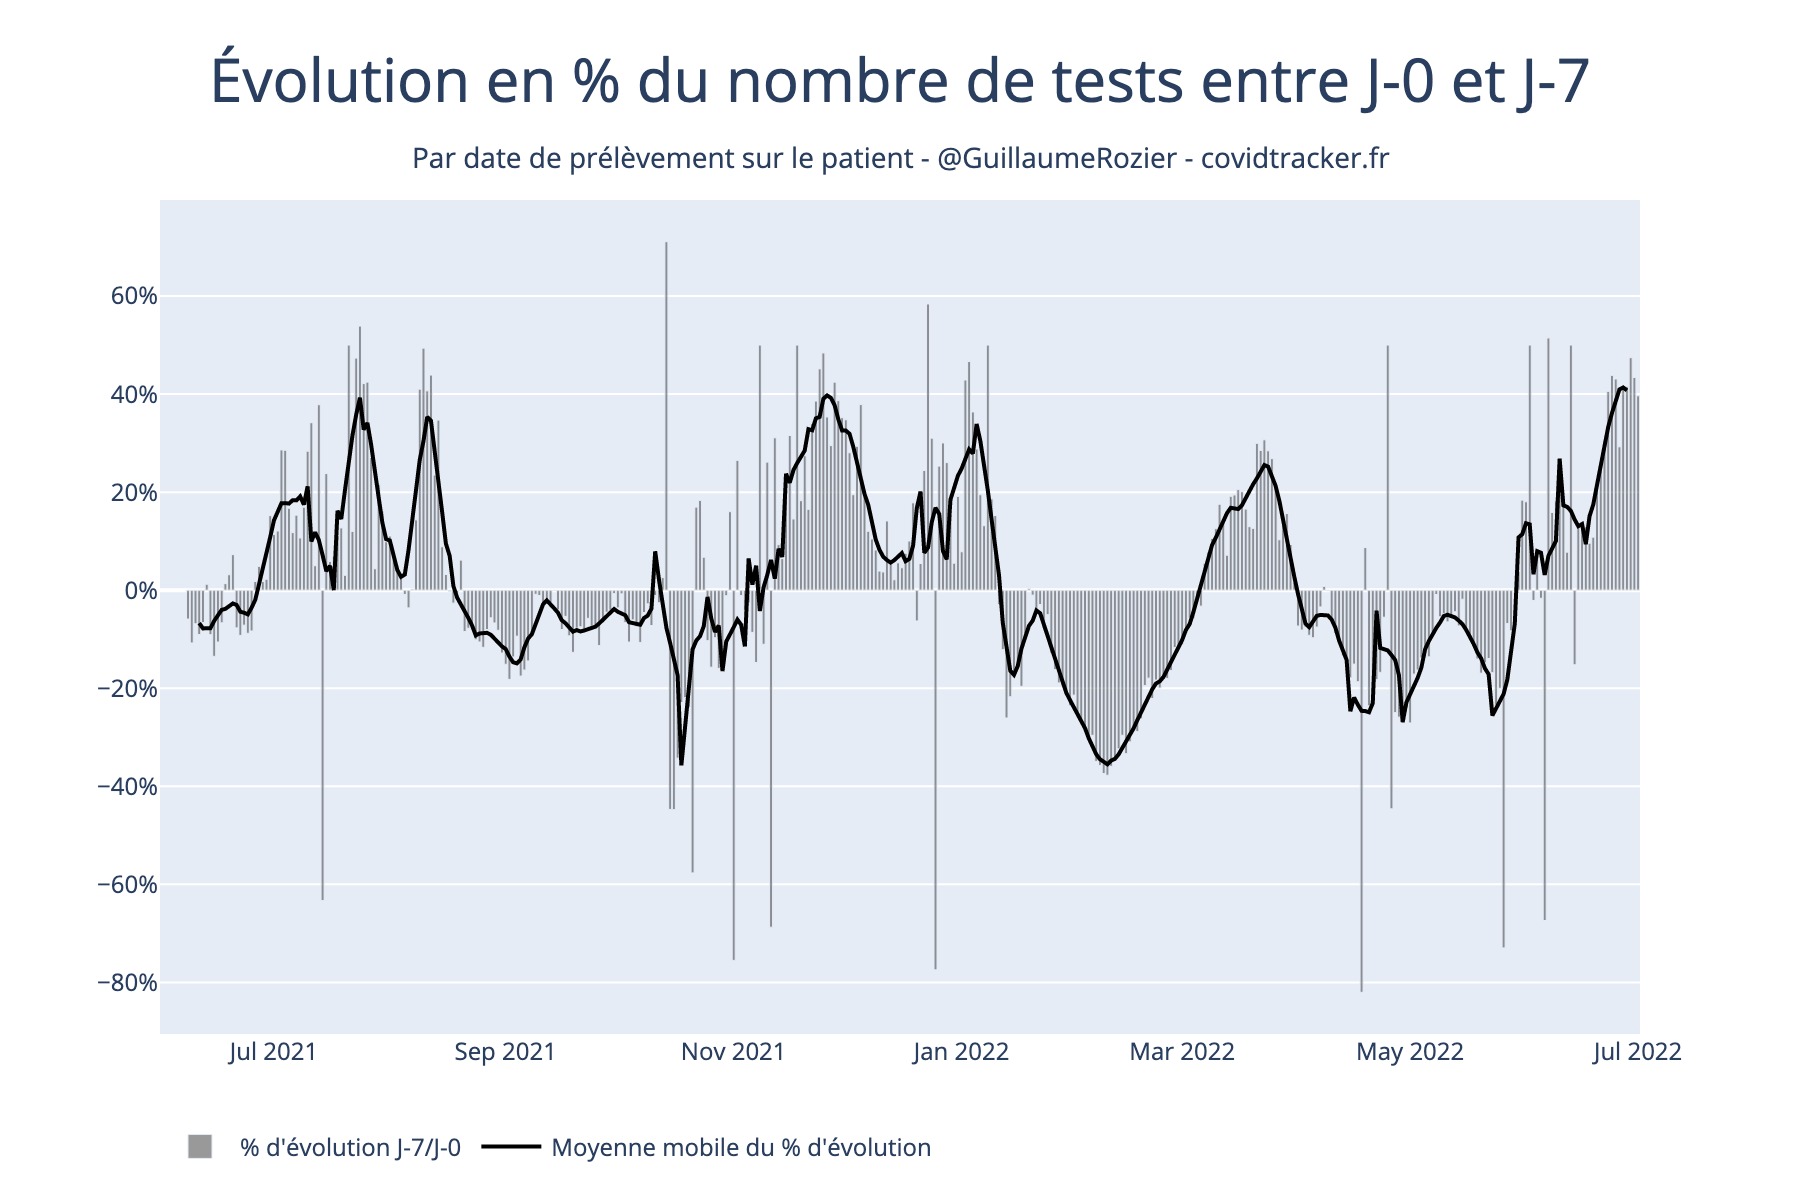 Évolution en % du nombre de tests entre J-0 et J-7
Par date de prélèvement sur le patient - @GuillaumeRozier - covidtracker.fr
60%
40%
20%
0%
−20%
−40%
−60%
−80%
Jul 2021 Sep 2021 Nov 2021 Jan 2022 Mar 2022 May 2022 Jul 2022
% d'évolution J-7/J-0 Moyenne mobile du % d'évolution